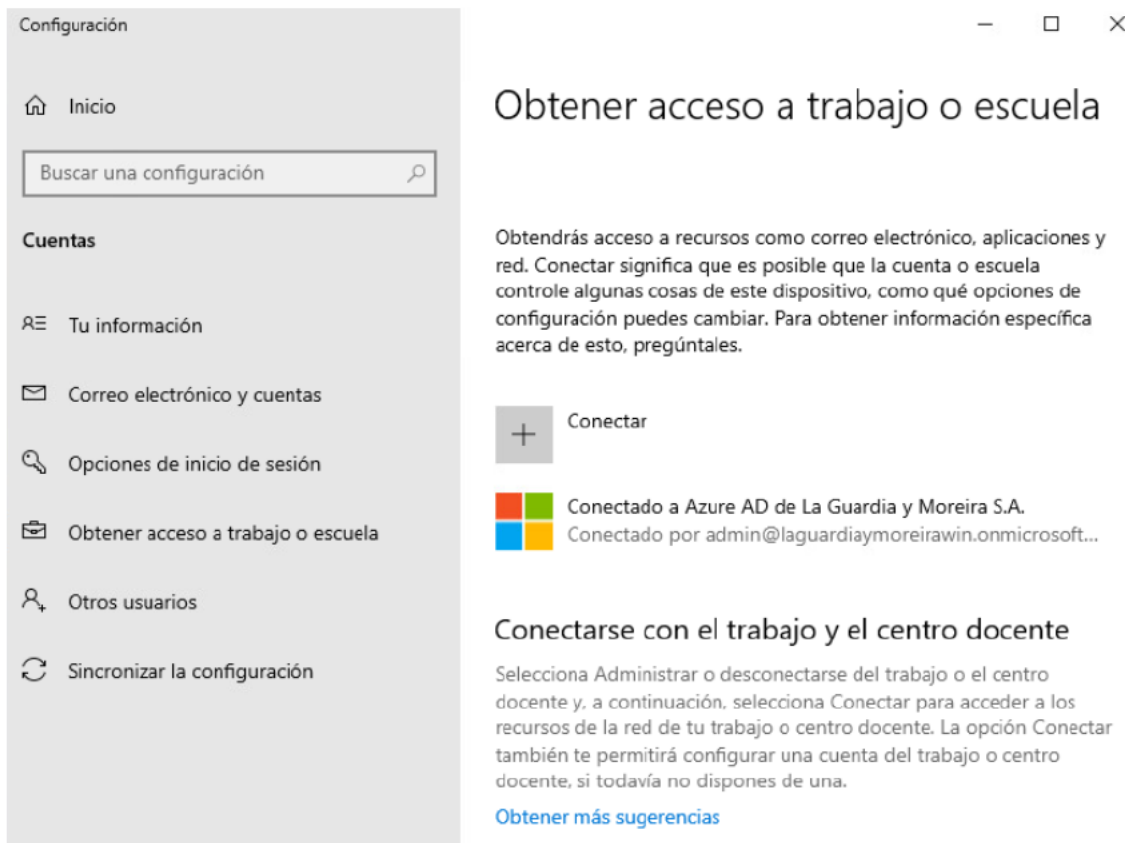 Configuración
Inicio
Buscar una configuración
Cuentas
Tu información
Correo electrónico y cuentas
Opciones de inicio de sesión
Obtener acceso a trabajo o escuela
Otros usuarios
Sincronizar la configuración
Obtener acceso a trabajo o escuela
Obtendrás acceso a recursos como correo electrónico, aplicaciones y
red. Conectar significa que es posible que la cuenta o escuela
controle algunas cosas de este dispositivo, como qué opciones de
configuración puedes cambiar. Para obtener información específica
acerca de esto, pregúntales.
Conectar
Conectado a Azure AD de La Guardia y Moreira S.A.
Conectado por admin@laguardiaymoreirawin.onmicrosoft...
Conectarse con el trabajo y el centro docente
Selecciona Administrar o desconectarse del trabajo o el centro
docente y, a continuación, selecciona Conectar para acceder a los
recursos de la red de tu trabajo o centro docente. La opción Conectar
también te permitirá configurar una cuenta del trabajo o centro
docente, si todavía no dispones de una.
Obtener más sugerencias